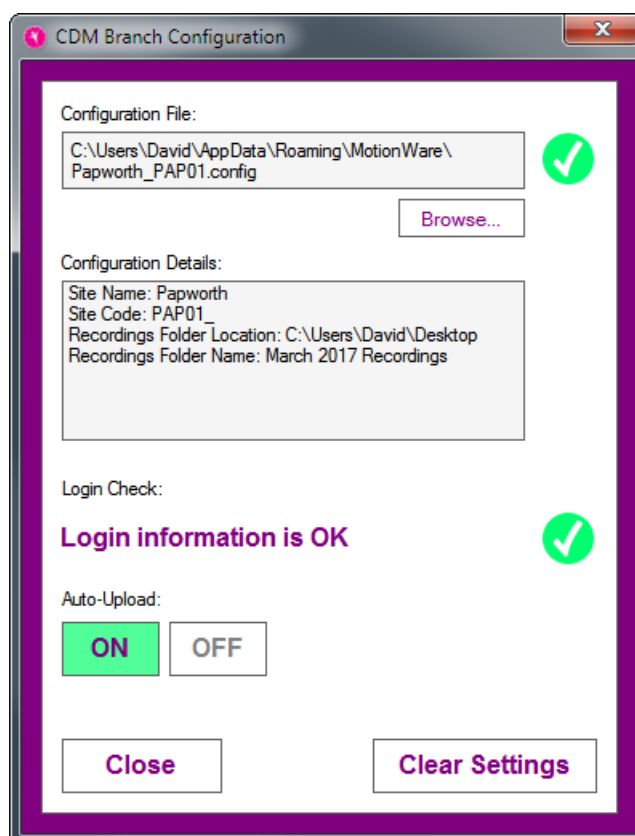 CDM Branch Configuration
x
Configuration File:
C:\Users\David\AppData\Roaming\MotionWare\
Papworth_PAP01.config
Browse...
Configuration Details:
Site Name: Papworth
Site Code: PAP01_
Recordings Folder Location: C:\Users\David\Desktop
Recordings Folder Name: March 2017 Recordings
Login Check:
Login information is OK
Auto-Upload:
ON OFF
Close Clear Settings